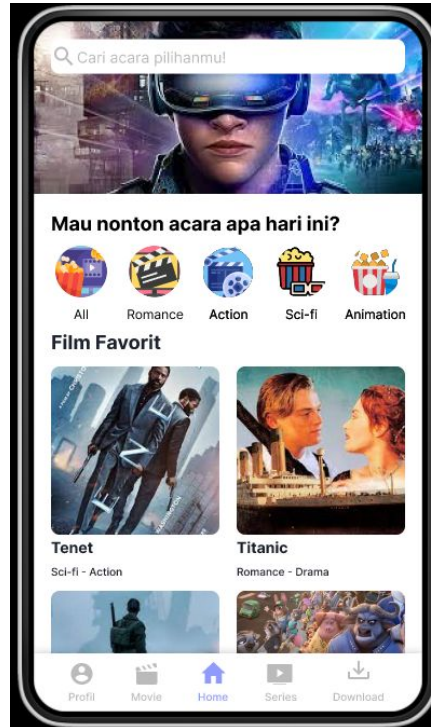 Cari acara pilihanmu!
Mau nonton acara apa hari ini?
All Romance Action Sci-fi Animation
Film Favorit
TENE
Tenet Titanic
Sci-fi - Action Romance - Drama
Profil Movie Home Series Download